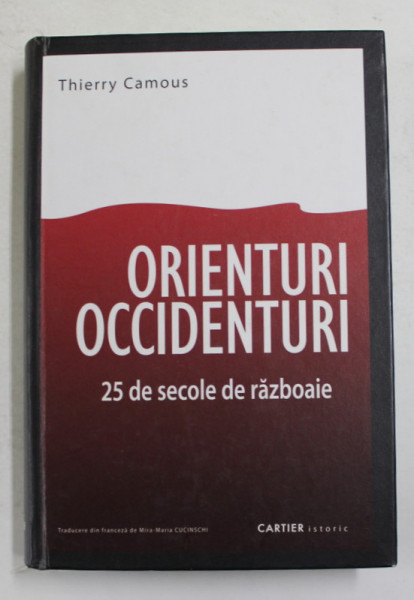 Thierry Camous
ORIENTURI
OCCIDENTURI
25 de secole de războaie
Traducere din franceză de Mira-Maria CUCINSCHI
CARTIER istoric